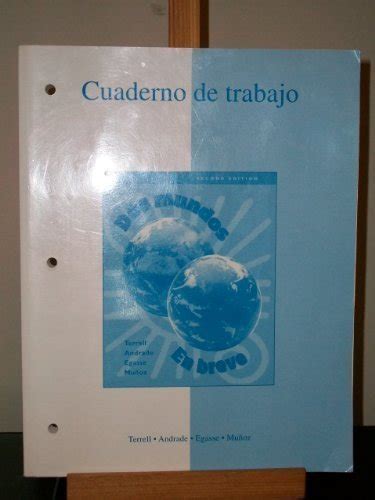 Cuaderno de trabajo
SECOND EDITION
Dos mundos
Terrell
Andrade
Egasse
Muñoz
En breve
Terrell • Andrade • Egasse • Muñoz